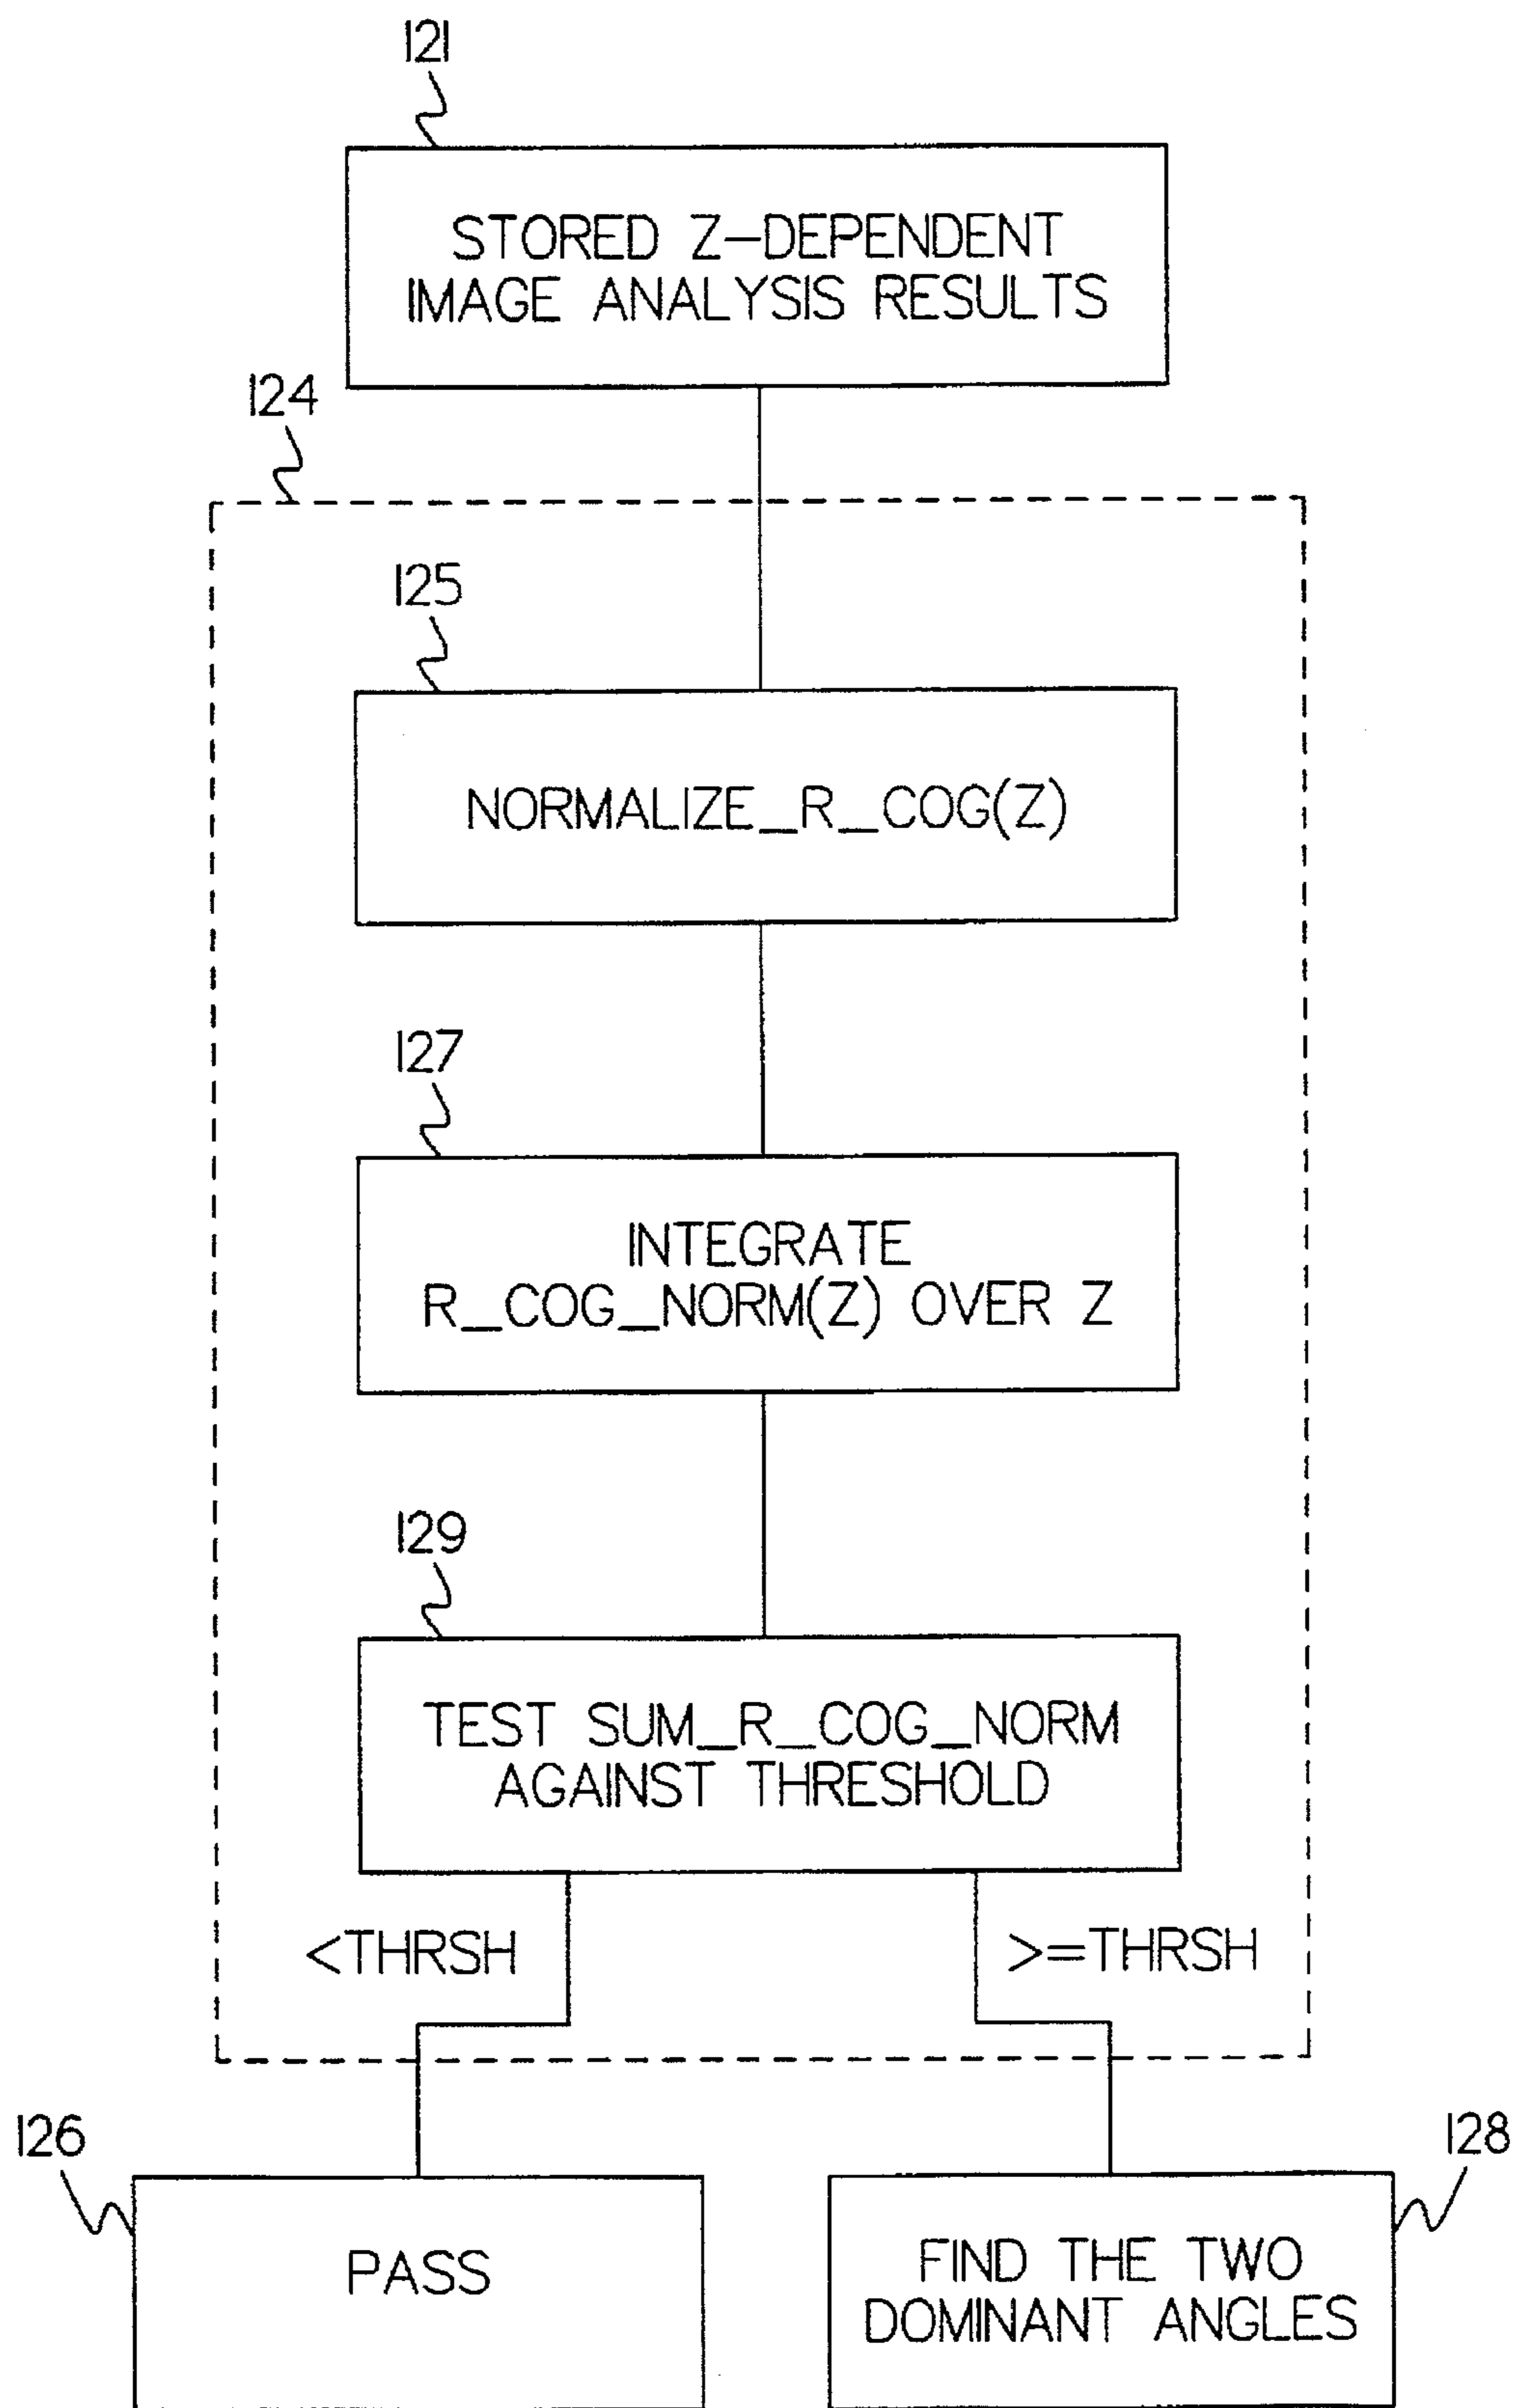 121
STORED Z-DEPENDENT
IMAGE ANALYSIS RESULTS
124
125
NORMALIZE_R_COG(Z)
127
INTEGRATE
R_COG_NORM(Z) OVER Z
129
TEST SUM_R_COG_NORM
AGAINST THRESHOLD
<THRSH
>=THRSH
126
PASS
128
FIND THE TWO
DOMINANT ANGLES